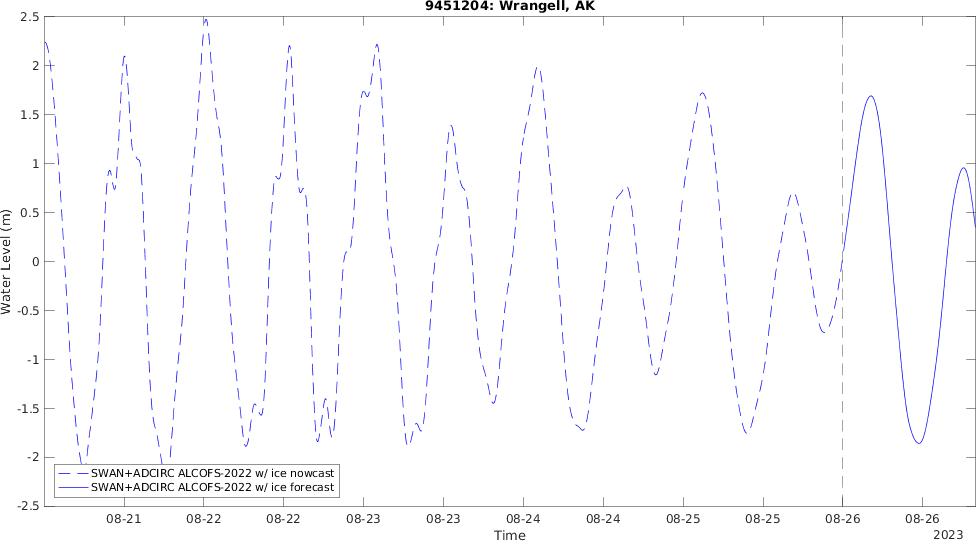 9451204: Wrangell, AK
2.5
2
1.5
1
0.5
0
-0.5
-1
-1.5
-2
-2.5
Water Level (m)
SWAN+ADCIRC ALCOFS-2022 w/ ice nowcast
SWAN+ADCIRC ALCOFS-2022 w/ ice forecast
08-21 08-22 08-22 08-23 08-23 08-24 08-24 08-25 08-25 08-26 08-26
Time
2023